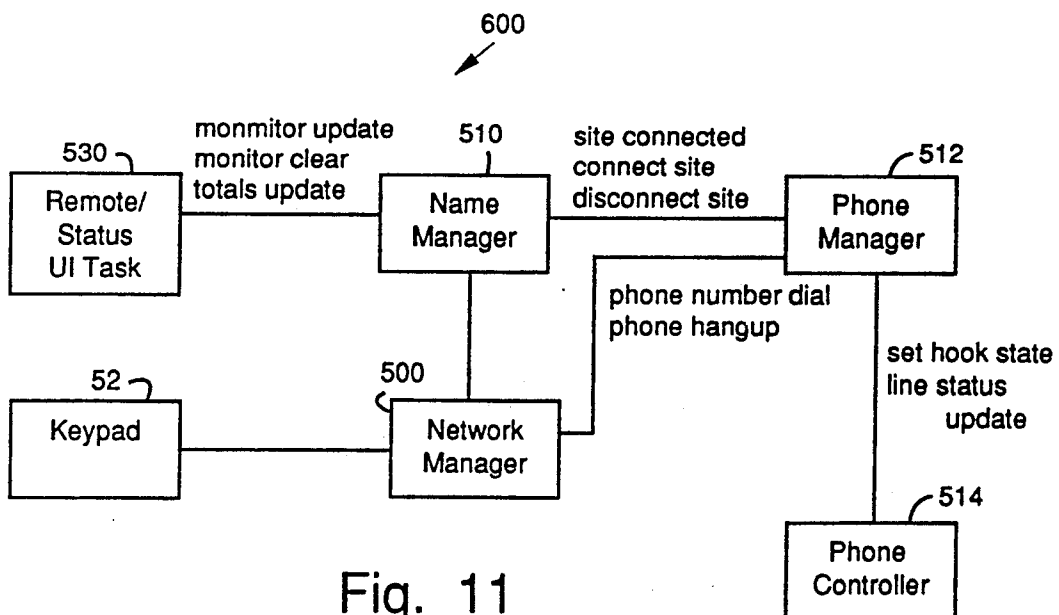 600
530
monmitor update
monitor clear
totals update
510
site connected
connect site
disconnect site
512
Remote/
Status
UI Task
Name
Manager
Phone
Manager
phone number dial
phone hangup
52
500
set hook state
line status
update
Keypad
Network
Manager
514
Phone
Controller
Fig. 11